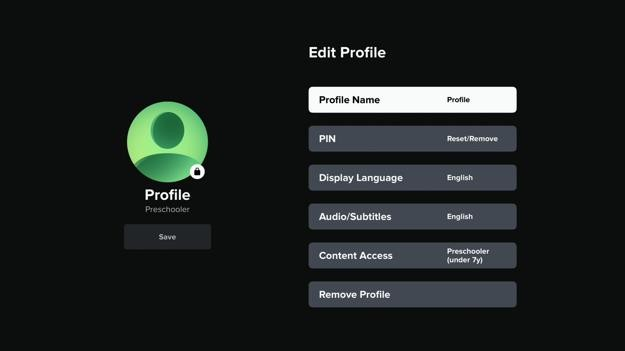 Edit Profile
Profile Name Profile
PIN Reset/Remove
Display Language English
Audio/Subtitles English
Content Access Preschooler
(under 7y)
Remove Profile
Profile
Preschooler
Save